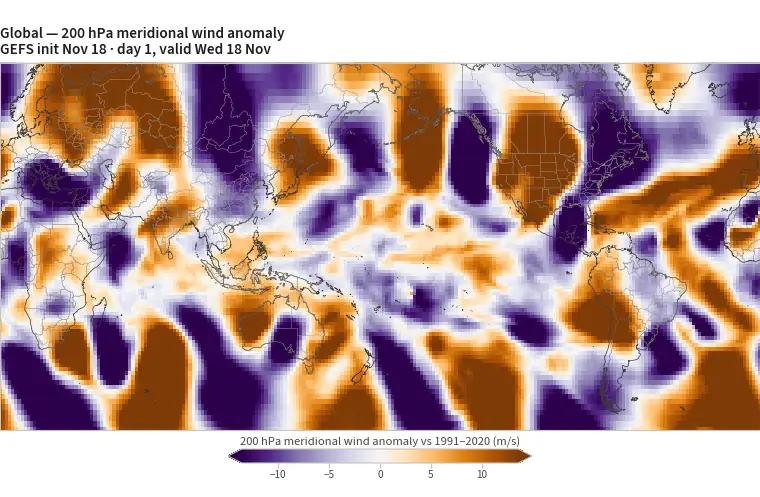 Global — 200 hPa meridional wind anomaly
GEFS init Nov 18 · day 1, valid Wed 18 Nov
200 hPa meridional wind anomaly vs 1991–2020 (m/s)
−10 −5 0 5 10